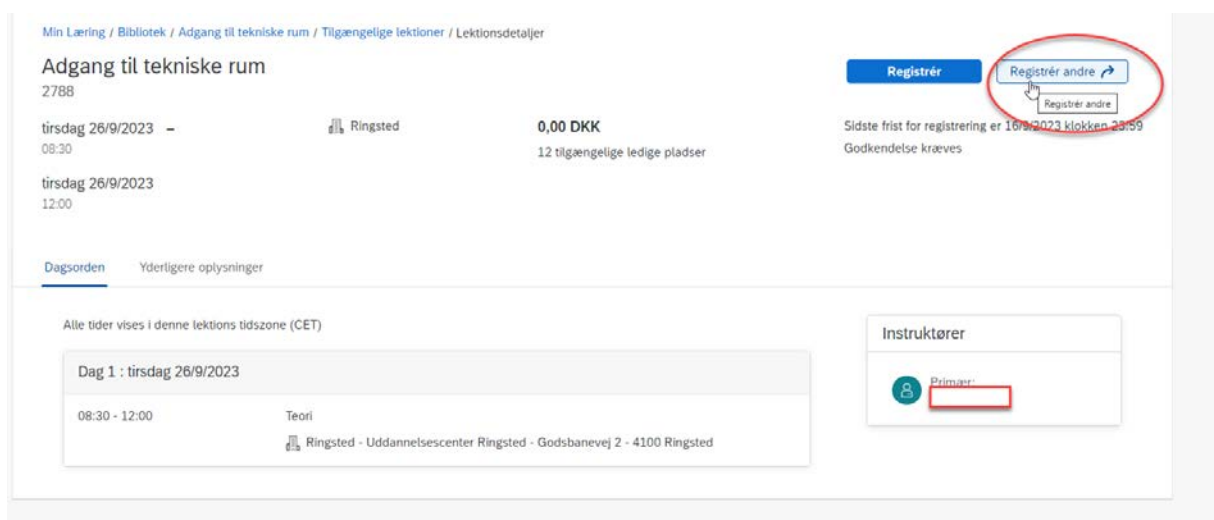 Min Læring / Bibliotek / Adgang til tekniske rum / Tilgængelige lektioner / Lektionsdetaljer
Adgang til tekniske rum
2788
Registrér
Registrér andre
Registrér andre
tirsdag 26/9/2023 –
08:30
tirsdag 26/9/2023
12:00
Ringsted
0,00 DKK
12 tilgængelige ledige pladser
Sidste frist for registrering er 16/9/2023 klokken 23:59
Godkendelse kræves
Dagsorden
Yderligere oplysninger
Alle tider vises i denne lektions tidszone (CET)
Dag 1 : tirsdag 26/9/2023
08:30 - 12:00
Teori
Ringsted - Uddannelsescenter Ringsted - Godsbanevej 2 - 4100 Ringsted
Instruktører
Primær: